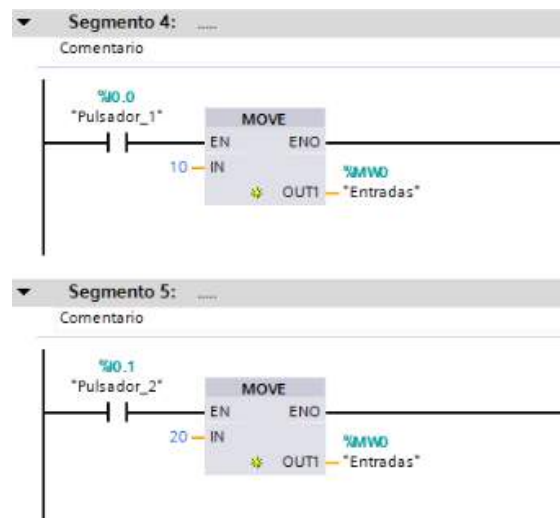 Segmento 4: .....
Comentario
%I0.0
"Pulsador_1"
MOVE
EN ENO
10 IN
%MW0
OUT1 "Entradas"
Segmento 5: .....
Comentario
%I0.1
"Pulsador_2"
MOVE
EN ENO
20 IN
%MW0
OUT1 "Entradas"